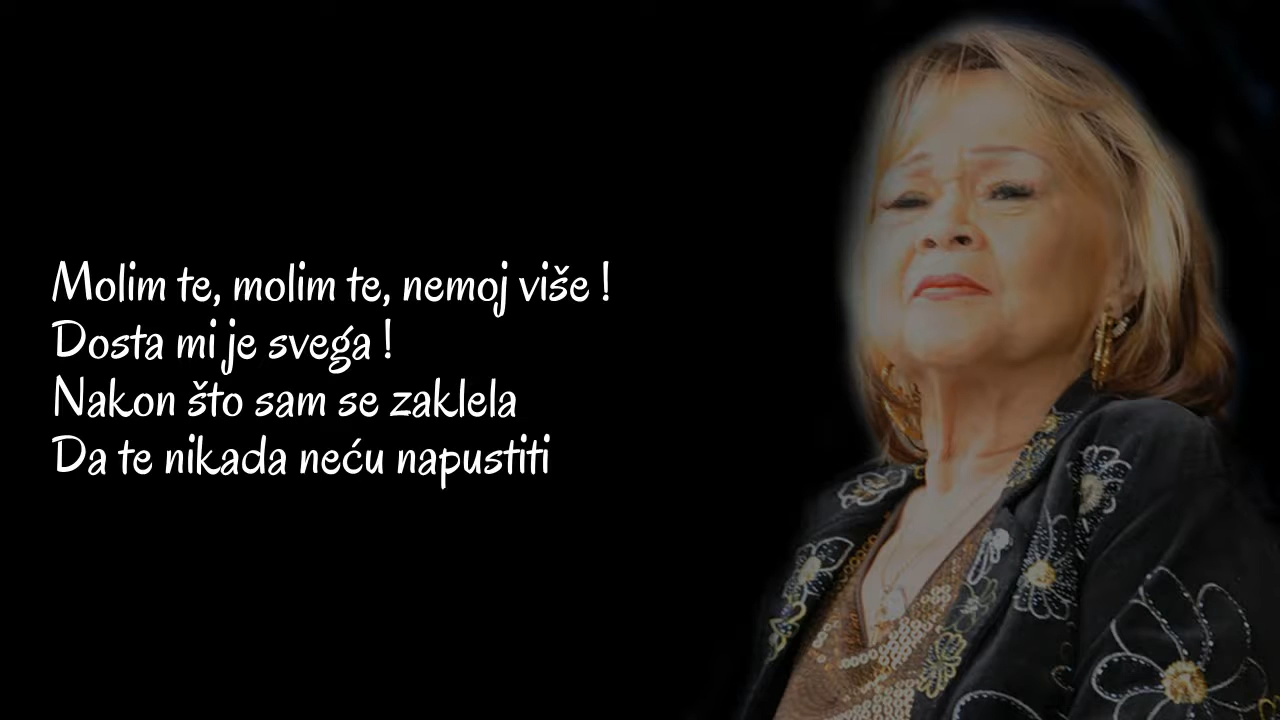 Molim te, molim te, nemoj više !
Dosta mi je svega !
Nakon što sam se zaklela
Da te nikada neću napustiti